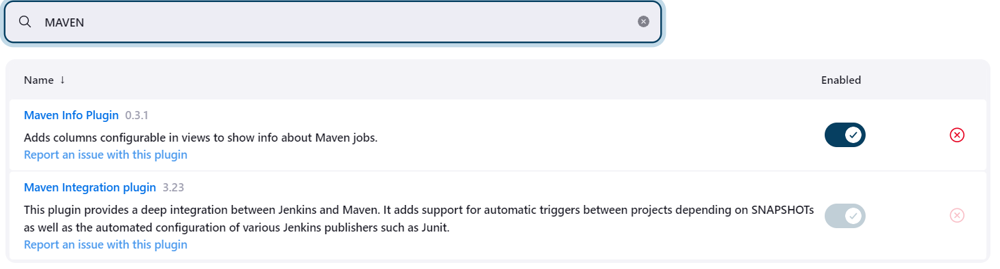 MAVEN
Name ↓ Enabled
Maven Info Plugin 0.3.1
Adds columns configurable in views to show info about Maven jobs.
Report an issue with this plugin
Maven Integration plugin 3.23
This plugin provides a deep integration between Jenkins and Maven. It adds support for automatic triggers between projects depending on SNAPSHOTs
as well as the automated configuration of various Jenkins publishers such as Junit.
Report an issue with this plugin